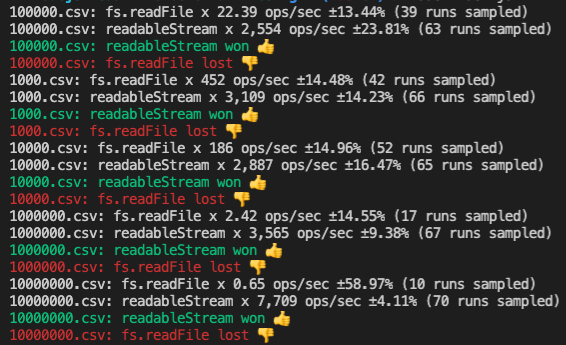 100000.csv: fs.readFile x 22.39 ops/sec ±13.44% (39 runs sampled)
100000.csv: readableStream x 2,554 ops/sec ±23.81% (63 runs sampled)
100000.csv: readableStream won 👍
100000.csv: fs.readFile lost 👎
1000.csv: fs.readFile x 452 ops/sec ±14.48% (42 runs sampled)
1000.csv: readableStream x 3,109 ops/sec ±14.23% (66 runs sampled)
1000.csv: readableStream won 👍
1000.csv: fs.readFile lost 👎
10000.csv: fs.readFile x 186 ops/sec ±14.96% (52 runs sampled)
10000.csv: readableStream x 2,887 ops/sec ±16.47% (65 runs sampled)
10000.csv: readableStream won 👍
10000.csv: fs.readFile lost 👎
1000000.csv: fs.readFile x 2.42 ops/sec ±14.55% (17 runs sampled)
1000000.csv: readableStream x 3,565 ops/sec ±9.38% (67 runs sampled)
1000000.csv: readableStream won 👍
1000000.csv: fs.readFile lost 👎
10000000.csv: fs.readFile x 0.65 ops/sec ±58.97% (10 runs sampled)
10000000.csv: readableStream x 7,709 ops/sec ±4.11% (70 runs sampled)
10000000.csv: readableStream won 👍
10000000.csv: fs.readFile lost 👎